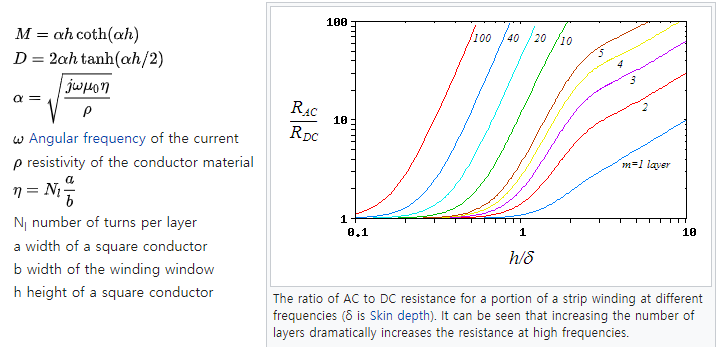 M = αh coth(αh)
D = 2αh tanh(αh/2)
α = √(jωμ₀η / ρ)
ω Angular frequency of the current
ρ resistivity of the conductor material
η = Nₗ a/b
Nₗ number of turns per layer
a width of a square conductor
b width of the winding window
h height of a square conductor
100
10
1
R_AC / R_DC
100 40 20 10
5
4
3
2
m=1 layer
0.1 1 10
h/δ
The ratio of AC to DC resistance for a portion of a strip winding at different
frequencies (δ is Skin depth). It can be seen that increasing the number of
layers dramatically increases the resistance at high frequencies.